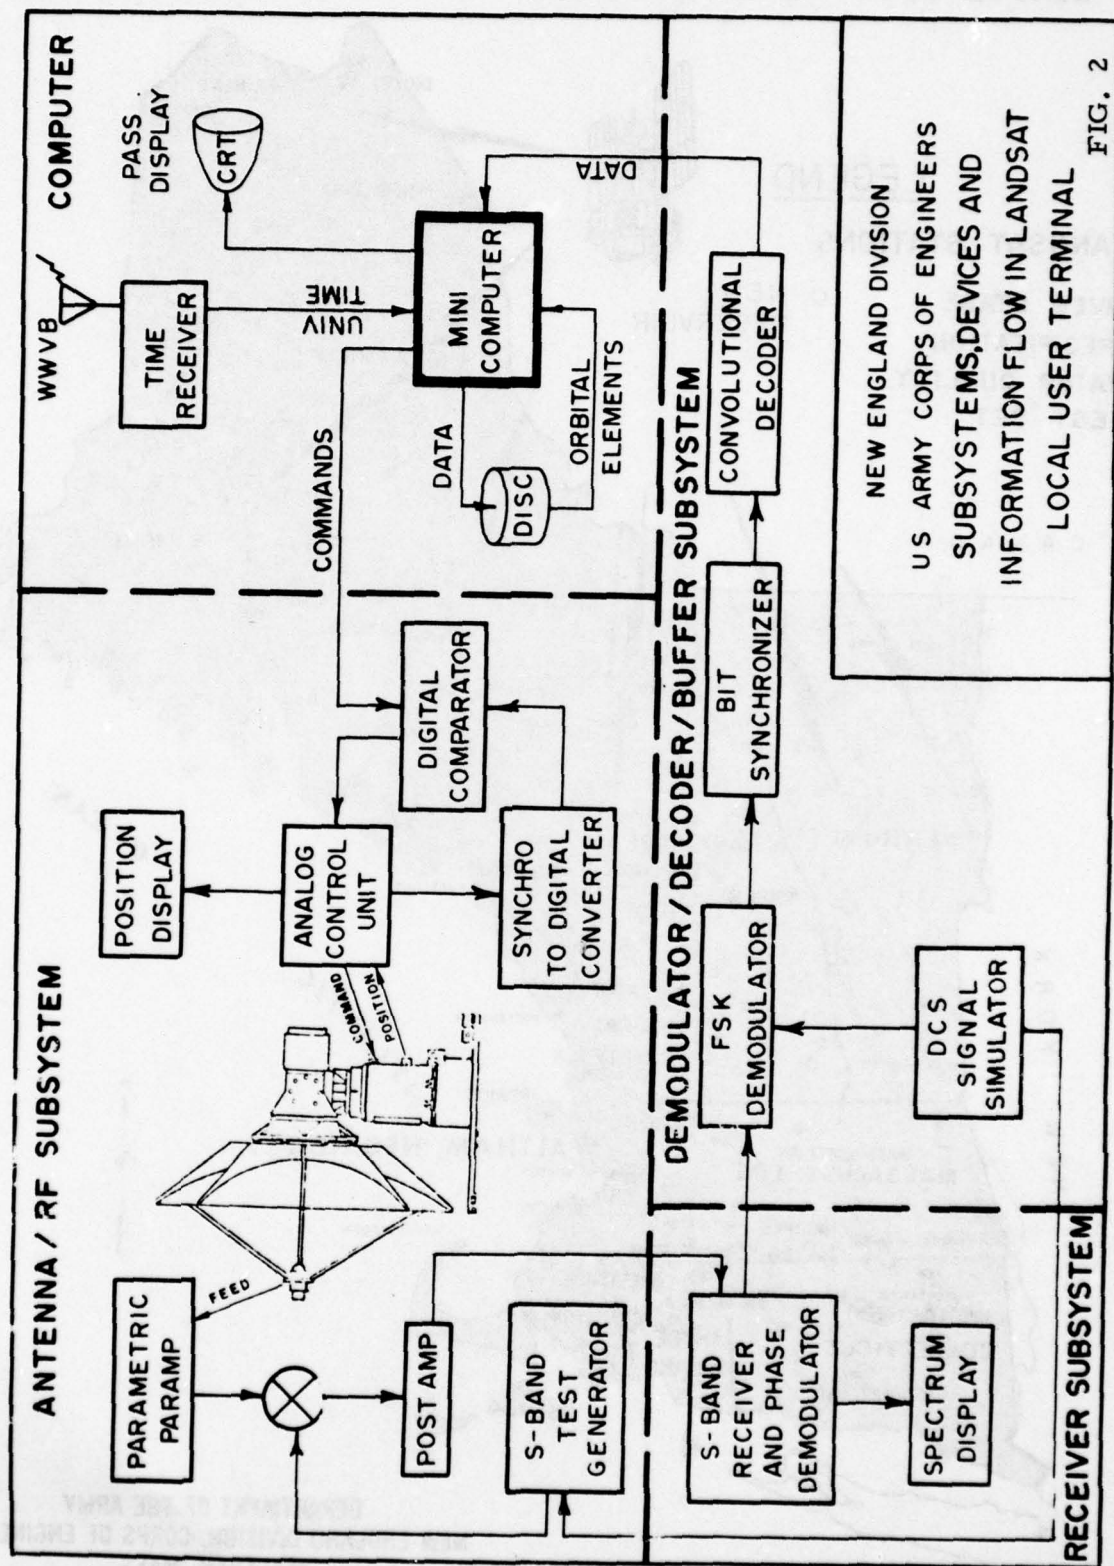 ANTENNA / RF SUBSYSTEM
COMPUTER
PARAMETRIC
PARAMP
FEED
POST AMP
S-BAND
TEST
GENERATOR
COMMAND
POSITION
POSITION
DISPLAY
ANALOG
CONTROL
UNIT
SYNCHRO
TO DIGITAL
CONVERTER
DIGITAL
COMPARATOR
COMMANDS
WWVB
TIME
RECEIVER
UNIV
TIME
PASS
DISPLAY
CRT
MINI
COMPUTER
DATA
DISC
ORBITAL
ELEMENTS
DATA
DEMODULATOR / DECODER / BUFFER SUBSYSTEM
S-BAND
RECEIVER
AND PHASE
DEMODULATOR
SPECTRUM
DISPLAY
RECEIVER SUBSYSTEM
FSK
DEMODULATOR
DCS
SIGNAL
SIMULATOR
BIT
SYNCHRONIZER
CONVOLUTIONAL
DECODER
NEW ENGLAND DIVISION
US ARMY CORPS OF ENGINEERS
SUBSYSTEMS,DEVICES AND
INFORMATION FLOW IN LANDSAT
LOCAL USER TERMINAL
FIG. 2